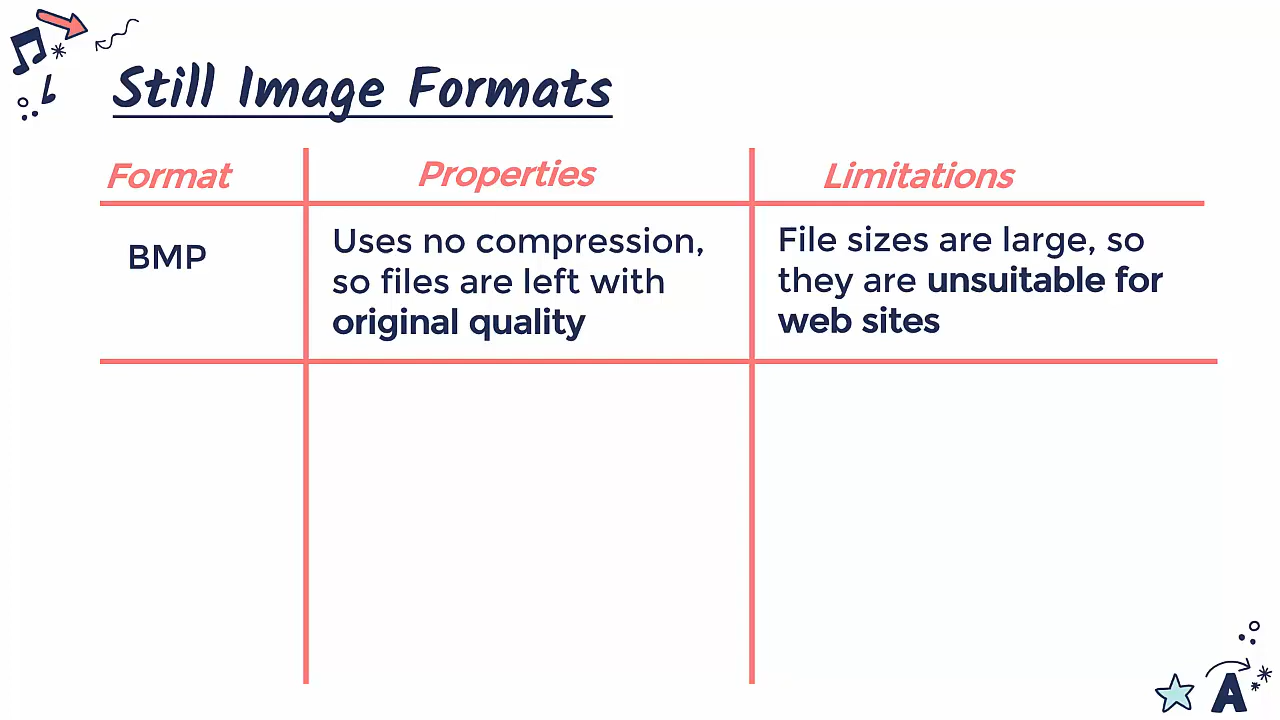 Still Image Formats
Format
Properties
Limitations
BMP
Uses no compression,
so files are left with
original quality
File sizes are large, so
they are unsuitable for
web sites
A